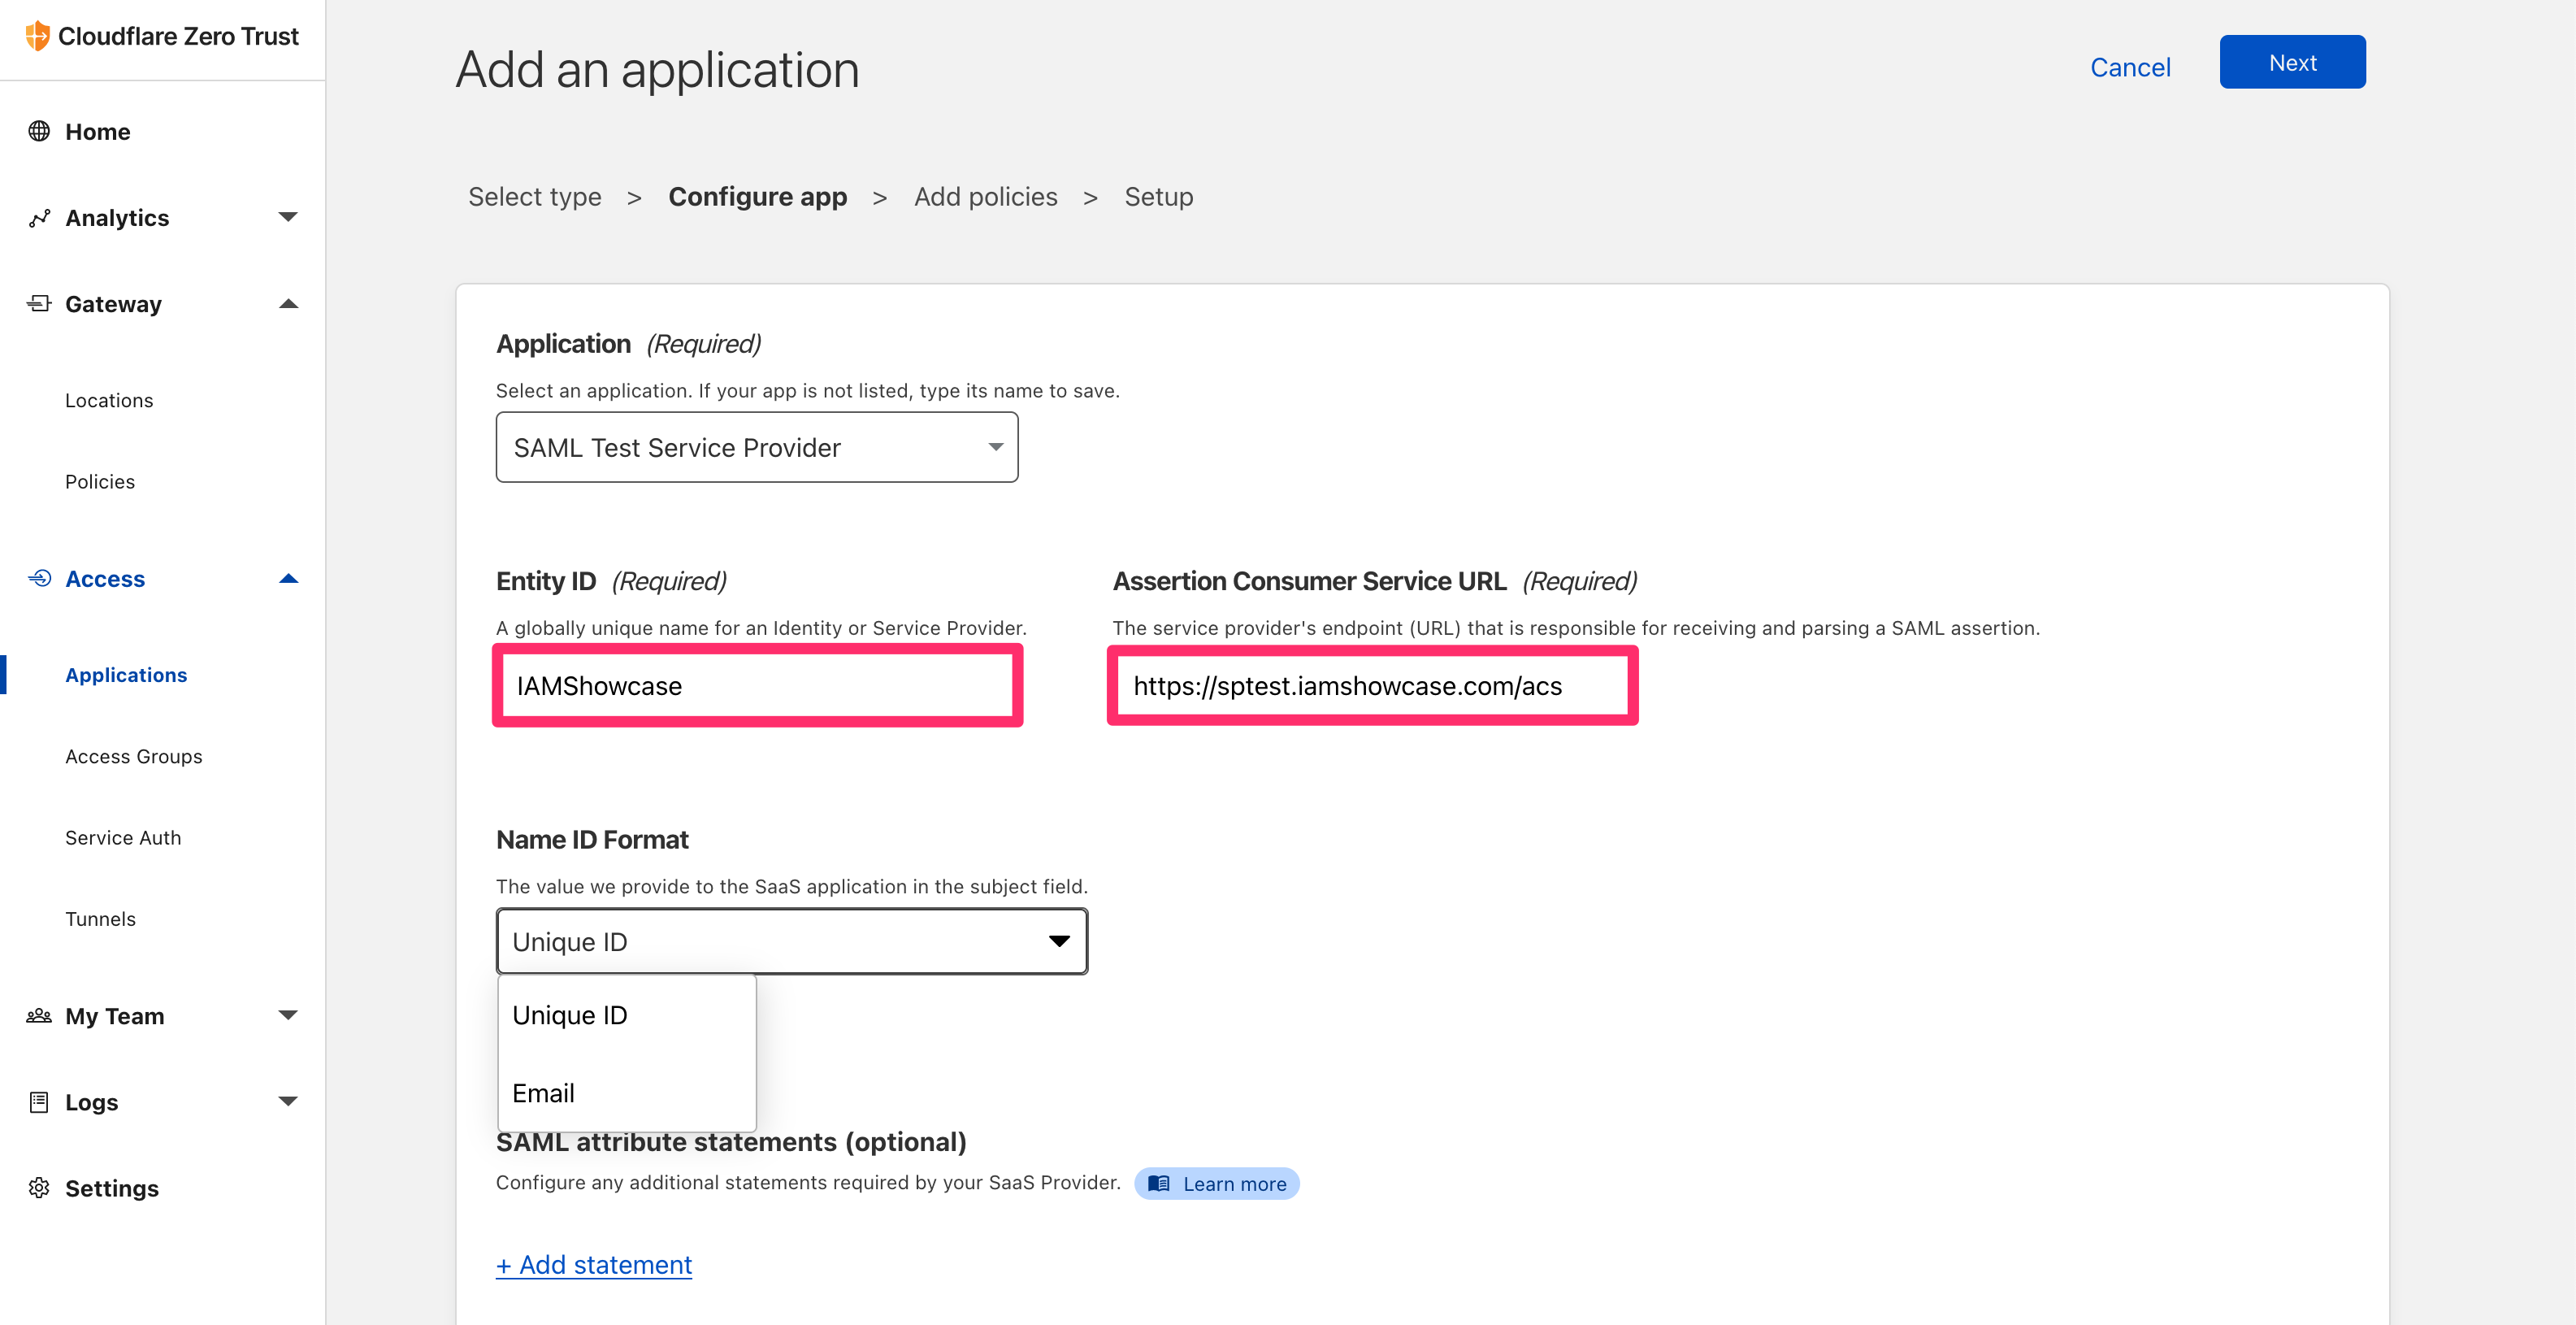 Cloudflare Zero Trust
Home
Analytics
Gateway
Locations
Policies
Access
Applications
Access Groups
Service Auth
Tunnels
My Team
Logs
Settings
Add an application
Cancel
Next
Select type > Configure app > Add policies > Setup
Application (Required)
Select an application. If your app is not listed, type its name to save.
SAML Test Service Provider
Entity ID (Required)
A globally unique name for an Identity or Service Provider.
IAMShowcase
Assertion Consumer Service URL (Required)
The service provider's endpoint (URL) that is responsible for receiving and parsing a SAML assertion.
https://sptest.iamshowcase.com/acs
Name ID Format
The value we provide to the SaaS application in the subject field.
Unique ID
Unique ID
Email
SAML attribute statements (optional)
Configure any additional statements required by your SaaS Provider.
Learn more
+ Add statement